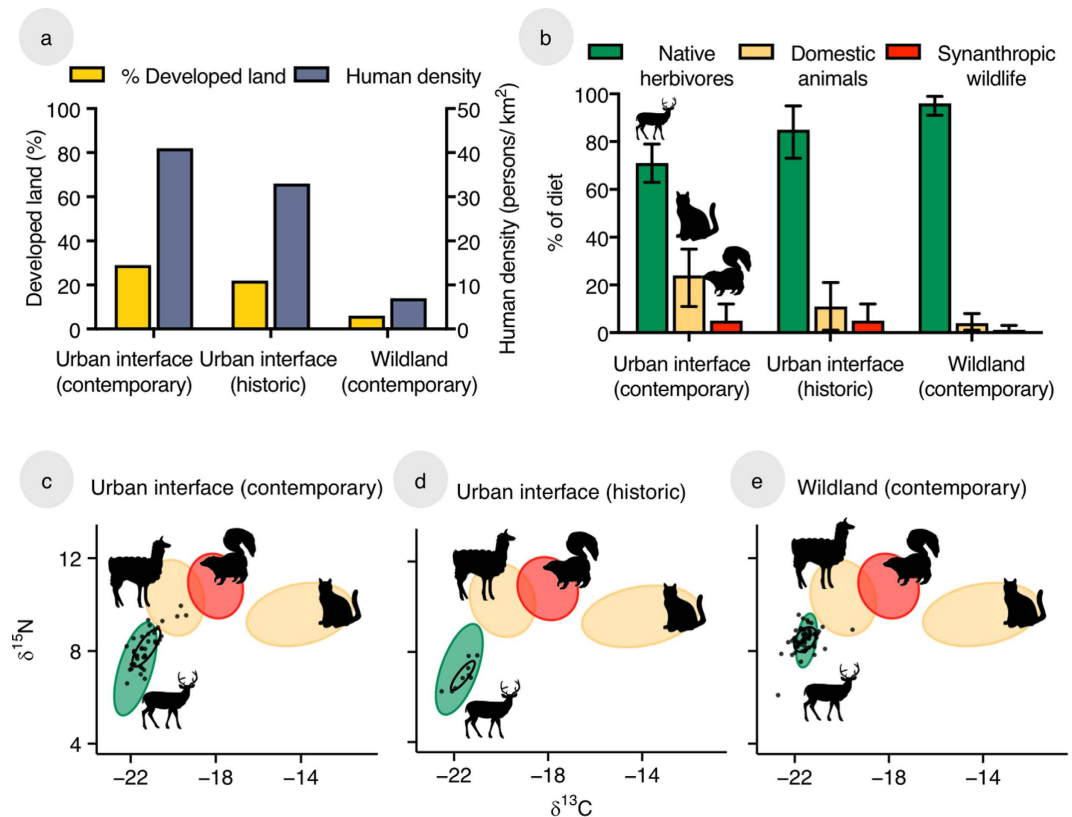 a
% Developed land
Human density
100
80
60
40
20
0
Developed land (%)
50
40
30
20
10
0
Human density (persons/ km²)
Urban interface
(contemporary)
Urban interface
(historic)
Wildland
(contemporary)
b
Native
herbivores
Domestic
animals
Synanthropic
wildlife
100
80
60
40
20
0
% of diet
Urban interface
(contemporary)
Urban interface
(historic)
Wildland
(contemporary)
c
Urban interface (contemporary)
12
8
4
δ¹⁵N
−22
−18
−14
d
Urban interface (historic)
−22
−18
−14
δ¹³C
e
Wildland (contemporary)
−22
−18
−14